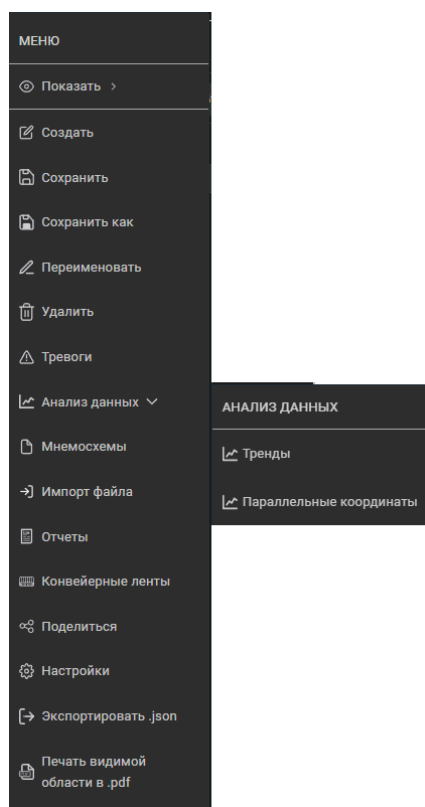 МЕНЮ
Показать
Создать
Сохранить
Сохранить как
Переименовать
Удалить
Тревоги
Анализ данных
АНАЛИЗ ДАННЫХ
Тренды
Параллельные координаты
Мнемосхемы
Импорт файла
Отчеты
Конвейерные ленты
Поделиться
Настройки
Экспортировать .json
Печать видимой
области в .pdf